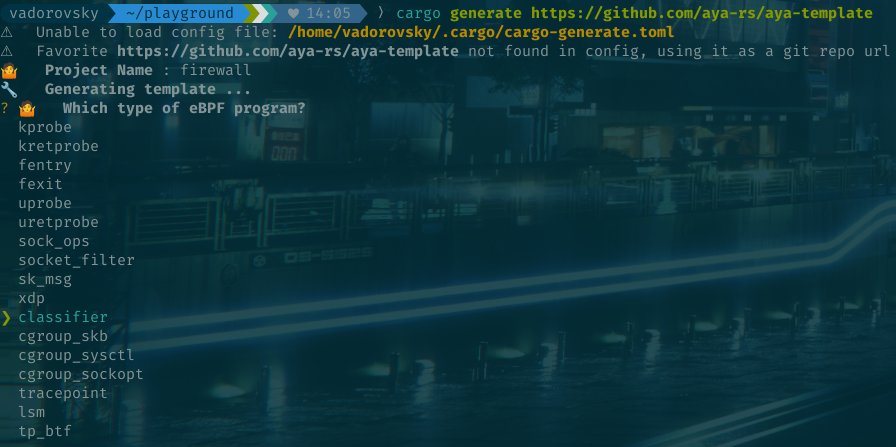 vadorovsky ~/playground ♥ 14:05 ❭ cargo generate https://github.com/aya-rs/aya-template
⚠ Unable to load config file: /home/vadorovsky/.cargo/cargo-generate.toml
⚠ Favorite https://github.com/aya-rs/aya-template not found in config, using it as a git repo url
🤷 Project Name : firewall
🔧 Generating template ...
? 🤷 Which type of eBPF program?
kprobe
kretprobe
fentry
fexit
uprobe
uretprobe
sock_ops
socket_filter
sk_msg
xdp
❯ classifier
cgroup_skb
cgroup_sysctl
cgroup_sockopt
tracepoint
lsm
tp_btf